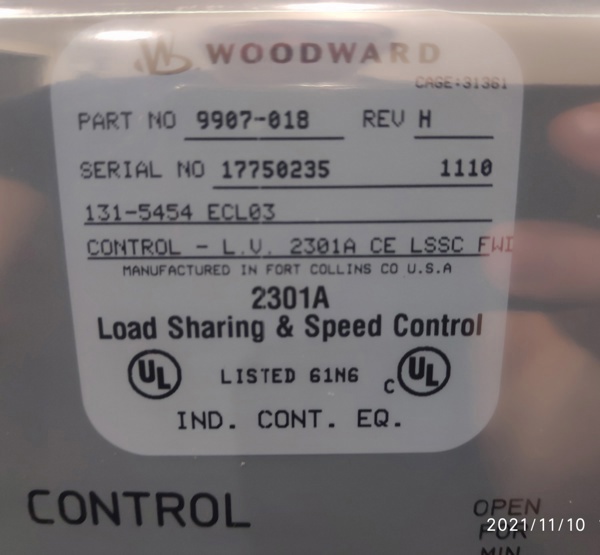 WOODWARD
CAGE:31361
PART NO 9907-018 REV H
SERIAL NO 17750235 1110
131-5454 ECL03
CONTROL - L.V. 2301A CE LSSC FWD
MANUFACTURED IN FORT COLLINS CO U.S.A
2301A
Load Sharing & Speed Control
UL LISTED 61N6 C UL
IND. CONT. EQ.
CONTROL
OPEN
FOR
MIN
2021/11/10